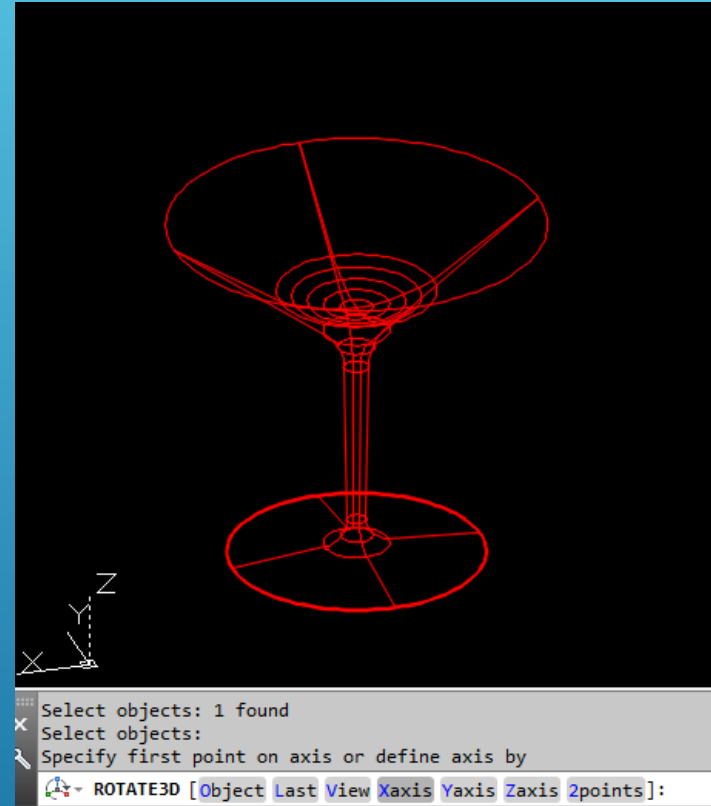 Z
Y
X
Select objects: 1 found
Select objects:
Specify first point on axis or define axis by
ROTATE3D [Object Last View Xaxis Yaxis Zaxis 2points]: